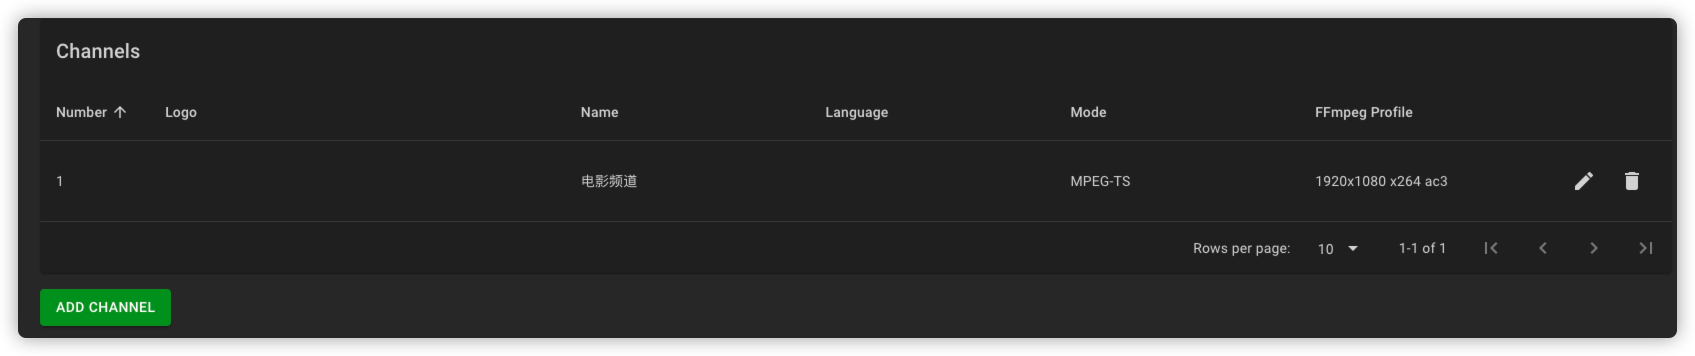 Channels
Number Logo Name Language Mode FFmpeg Profile
1 电影频道 MPEG-TS 1920x1080 x264 ac3
Rows per page: 10 1-1 of 1
ADD CHANNEL